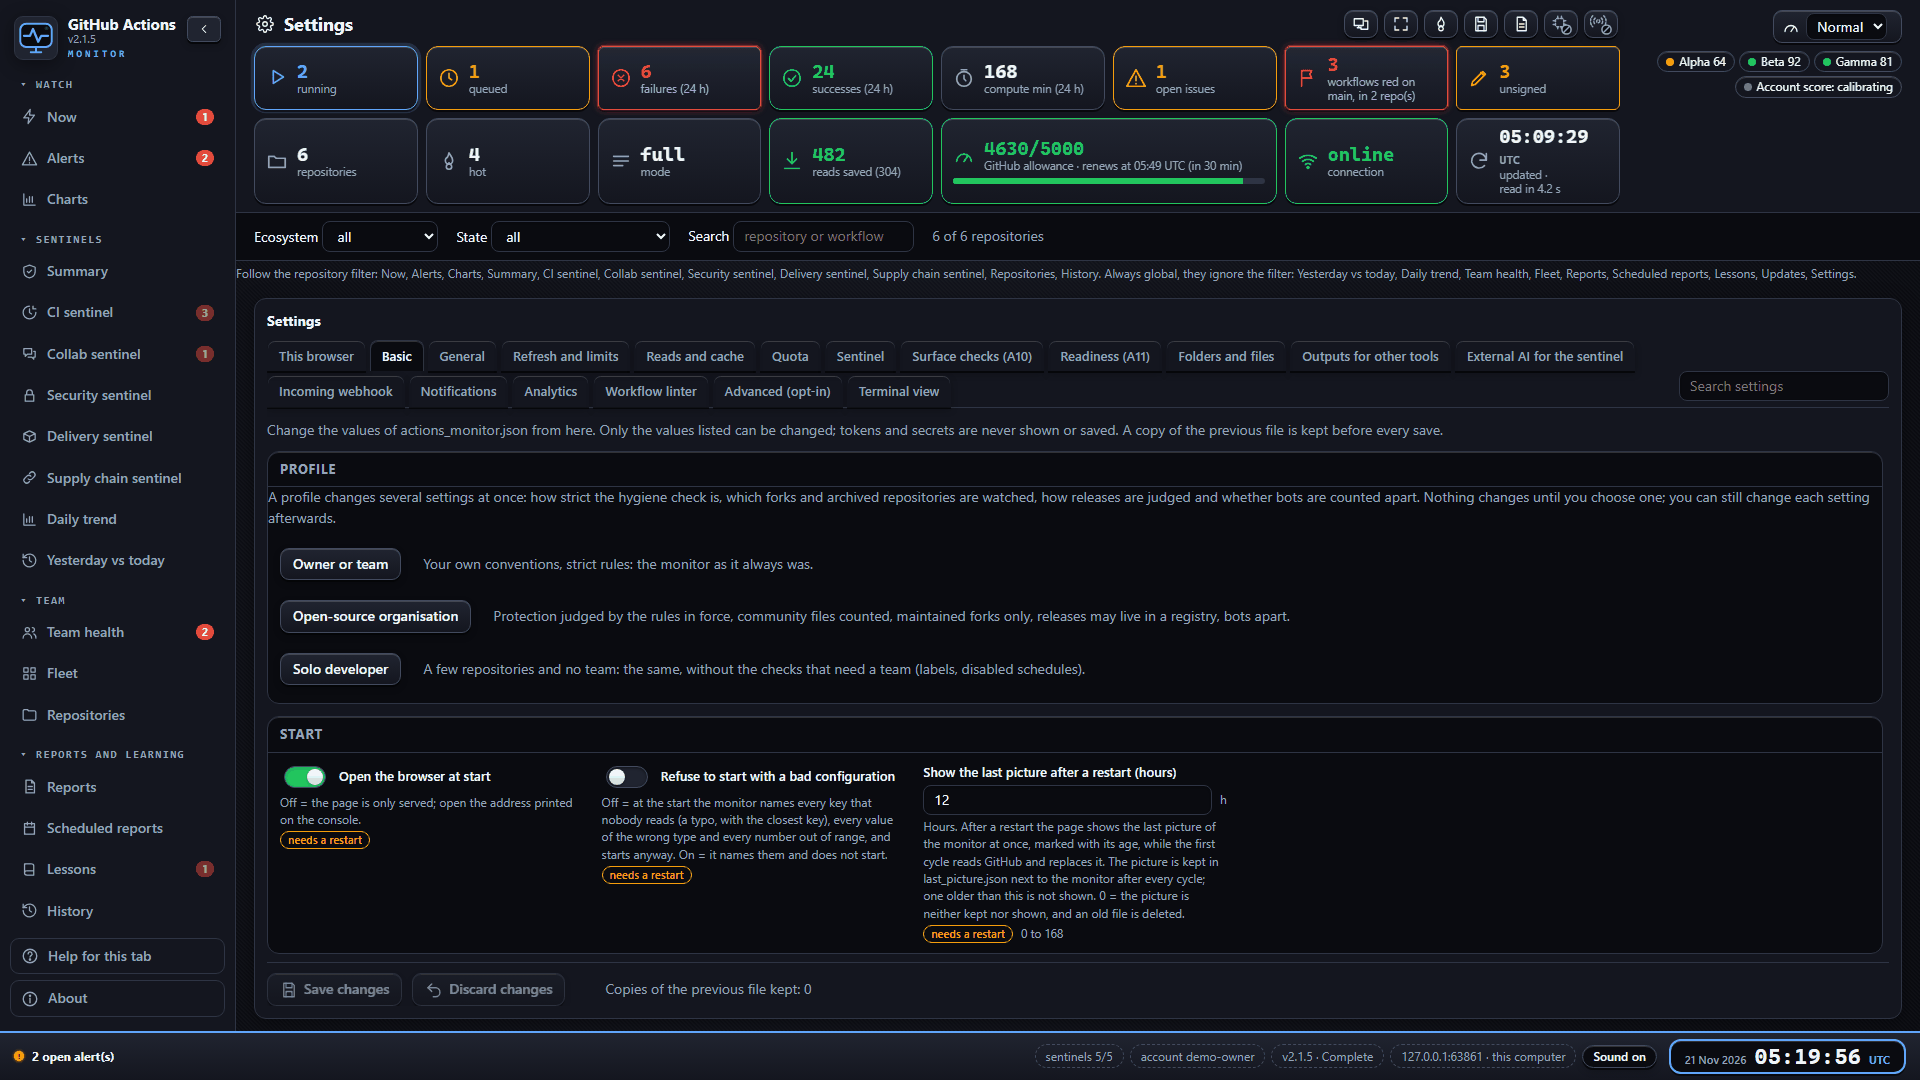 GitHub Actions
v2.1.5
MONITOR
WATCH
Now 1
Alerts 2
Charts
SENTINELS
Summary
CI sentinel 3
Collab sentinel 1
Security sentinel
Delivery sentinel
Supply chain sentinel
Daily trend
Yesterday vs today
TEAM
Team health 2
Fleet
Repositories
REPORTS AND LEARNING
Reports
Scheduled reports
Lessons 1
History
Help for this tab
About
Settings
Normal
2
running
1
queued
6
failures (24 h)
24
successes (24 h)
168
compute min (24 h)
1
open issues
3
workflows red on
main, in 2 repo(s)
3
unsigned
Alpha 64
Beta 92
Gamma 81
Account score: calibrating
6
repositories
4
hot
full
mode
482
reads saved (304)
4630/5000
GitHub allowance · renews at 05:49 UTC (in 30 min)
online
connection
05:09:29
UTC
updated ·
read in 4.2 s
Ecosystem all State all Search repository or workflow 6 of 6 repositories
Follow the repository filter: Now, Alerts, Charts, Summary, CI sentinel, Collab sentinel, Security sentinel, Delivery sentinel, Supply chain sentinel, Repositories, History. Always global, they ignore the filter: Yesterday vs today, Daily trend, Team health, Fleet, Reports, Scheduled reports, Lessons, Updates, Settings.
Settings
This browser Basic General Refresh and limits Reads and cache Quota Sentinel Surface checks (A10) Readiness (A11) Folders and files Outputs for other tools External AI for the sentinel
Incoming webhook Notifications Analytics Workflow linter Advanced (opt-in) Terminal view
Search settings
Change the values of actions_monitor.json from here. Only the values listed can be changed; tokens and secrets are never shown or saved. A copy of the previous file is kept before every save.
PROFILE
A profile changes several settings at once: how strict the hygiene check is, which forks and archived repositories are watched, how releases are judged and whether bots are counted apart. Nothing changes until you choose one; you can still change each setting
afterwards.
Owner or team Your own conventions, strict rules: the monitor as it always was.
Open-source organisation Protection judged by the rules in force, community files counted, maintained forks only, releases may live in a registry, bots apart.
Solo developer A few repositories and no team: the same, without the checks that need a team (labels, disabled schedules).
START
Open the browser at start
Off = the page is only served; open the address printed
on the console.
needs a restart
Refuse to start with a bad configuration
Off = at the start the monitor names every key that
nobody reads (a typo, with the closest key), every value
of the wrong type and every number out of range, and
starts anyway. On = it names them and does not start.
needs a restart
Show the last picture after a restart (hours)
12 h
Hours. After a restart the page shows the last picture of
the monitor at once, marked with its age, while the first
cycle reads GitHub and replaces it. The picture is kept in
last_picture.json next to the monitor after every cycle;
one older than this is not shown. 0 = the picture is
neither kept nor shown, and an old file is deleted.
needs a restart 0 to 168
Save changes Discard changes Copies of the previous file kept: 0
2 open alert(s)
sentinels 5/5
account demo-owner
v2.1.5 · Complete
127.0.0.1:63861 · this computer
Sound on
21 Nov 2026 05:19:56 UTC